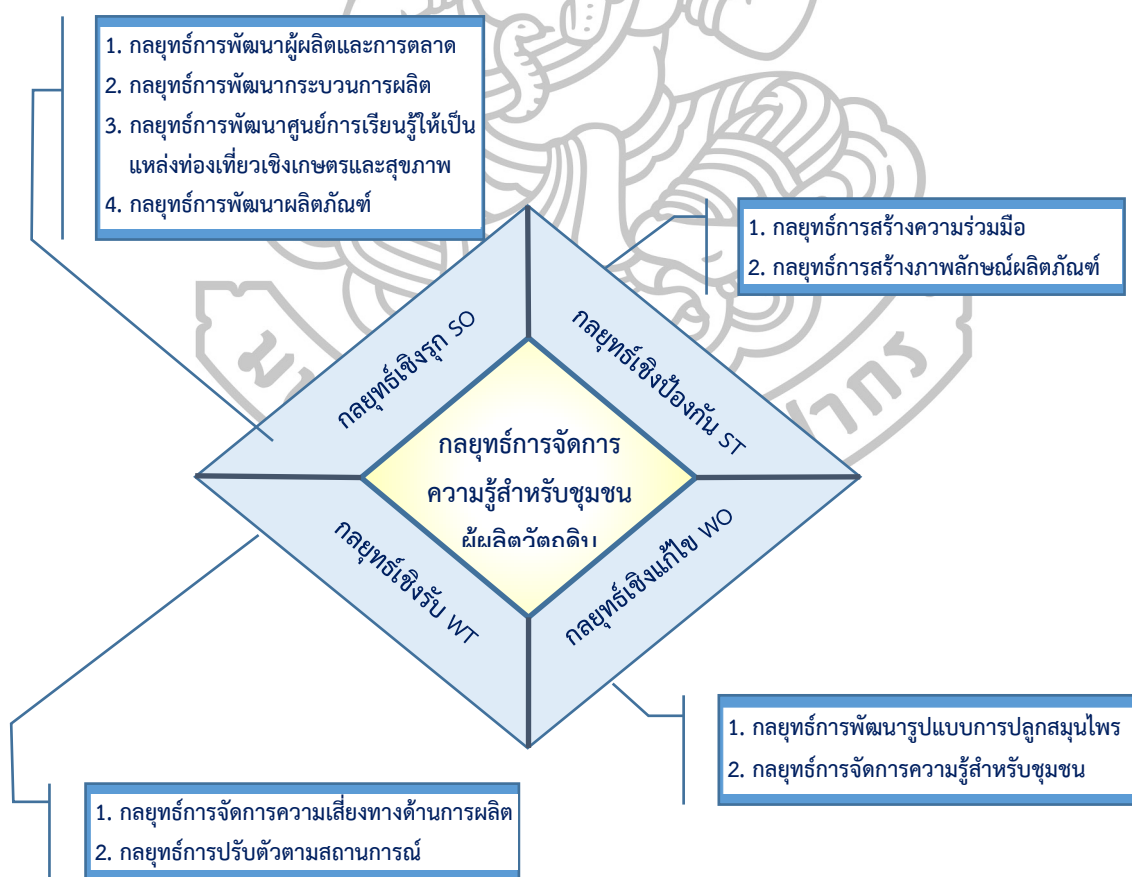 1. กลยุทธ์การพัฒนาผู้ผลิตและการตลาด
2. กลยุทธ์การพัฒนากระบวนการผลิต
3. กลยุทธ์การพัฒนาศูนย์การเรียนรู้ให้เป็น
แหล่งท่องเที่ยวเชิงเกษตรและสุขภาพ
4. กลยุทธ์การพัฒนาผลิตภัณฑ์
1. กลยุทธ์การสร้างความร่วมมือ
2. กลยุทธ์การสร้างภาพลักษณ์ผลิตภัณฑ์
กลยุทธ์เชิงรุก SO
กลยุทธ์เชิงป้องกัน ST
กลยุทธ์การจัดการ
ความรู้สำหรับชุมชน
ผู้ผลิตวัตถุดิบ
กลยุทธ์เชิงรับ WT
กลยุทธ์เชิงแก้ไข WO
1. กลยุทธ์การพัฒนารูปแบบการปลูกสมุนไพร
2. กลยุทธ์การจัดการความรู้สำหรับชุมชน
1. กลยุทธ์การจัดการความเสี่ยงทางด้านการผลิต
2. กลยุทธ์การปรับตัวตามสถานการณ์